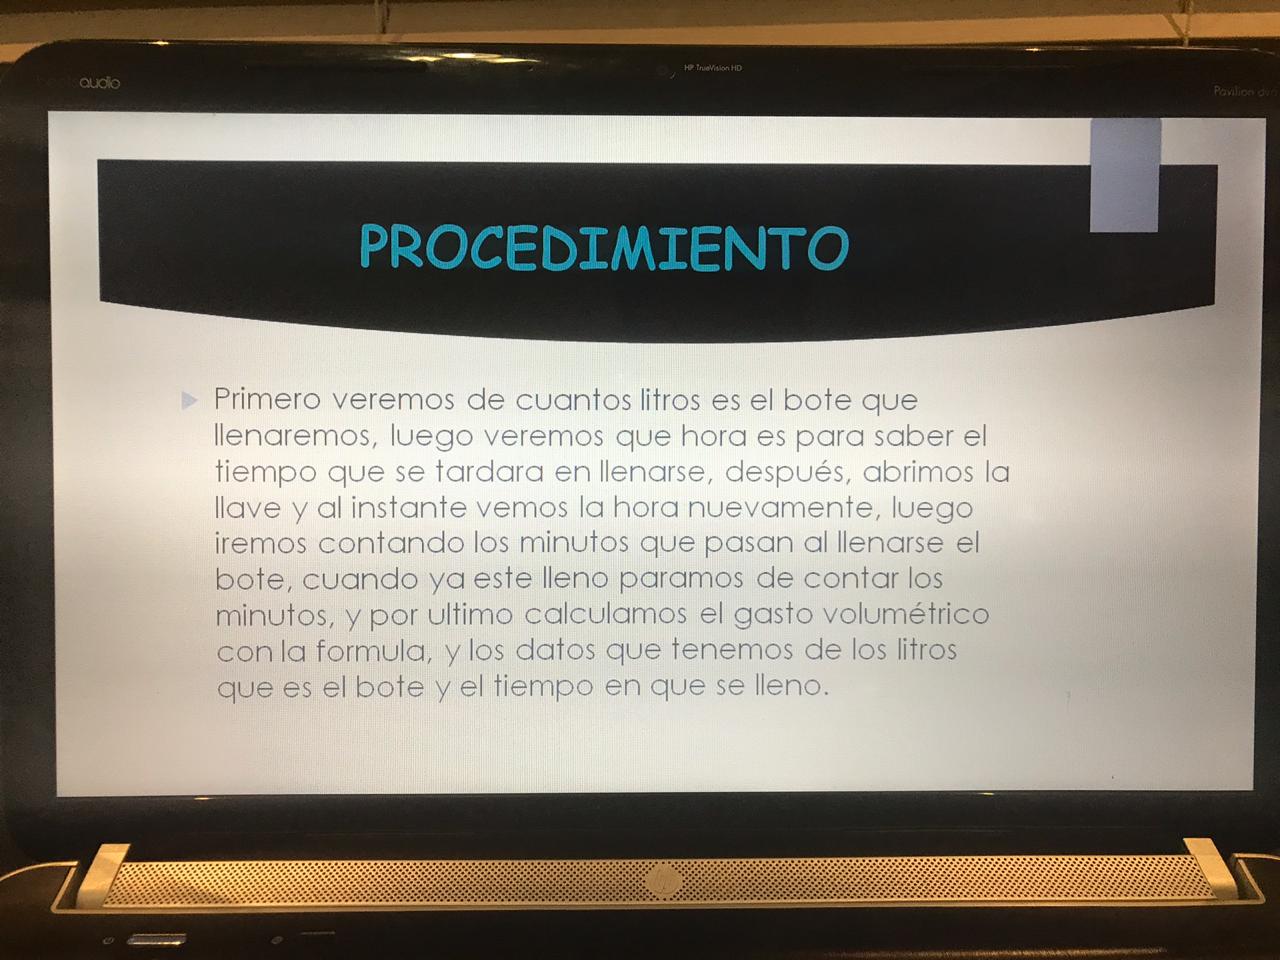 audio
HP TrueVision HD
Pavilion
PROCEDIMIENTO
Primero veremos de cuantos litros es el bote que
llenaremos, luego veremos que hora es para saber el
tiempo que se tardara en llenarse, después, abrimos la
llave y al instante vemos la hora nuevamente, luego
iremos contando los minutos que pasan al llenarse el
bote, cuando ya este lleno paramos de contar los
minutos, y por ultimo calculamos el gasto volumétrico
con la formula, y los datos que tenemos de los litros
que es el bote y el tiempo en que se lleno.
hp